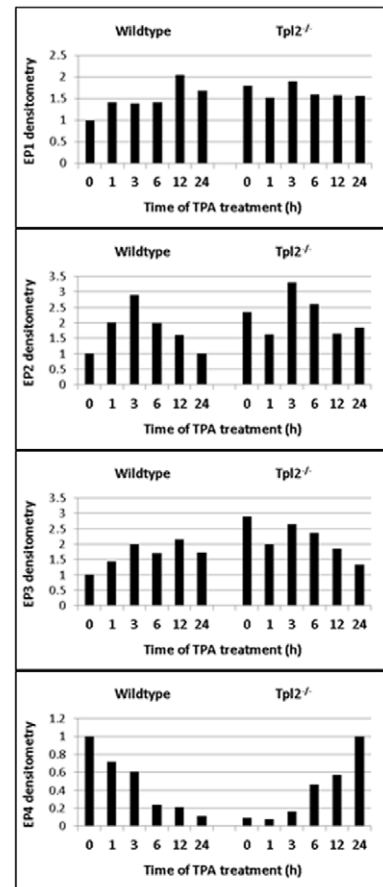 Wildtype Tpl2-/-
EP1 densitometry
2.5
2
1.5
1
0.5
0
0 1 3 6 12 24 0 1 3 6 12 24
Time of TPA treatment (h)
Wildtype Tpl2-/-
EP2 densitometry
3.5
3
2.5
2
1.5
1
0.5
0
0 1 3 6 12 24 0 1 3 6 12 24
Time of TPA treatment (h)
Wildtype Tpl2-/-
EP3 densitometry
3.5
3
2.5
2
1.5
1
0.5
0
0 1 3 6 12 24 0 1 3 6 12 24
Time of TPA treatment (h)
Wildtype Tpl2-/-
EP4 densitometry
1.2
1
0.8
0.6
0.4
0.2
0
0 1 3 6 12 24 0 1 3 6 12 24
Time of TPA treatment (h)